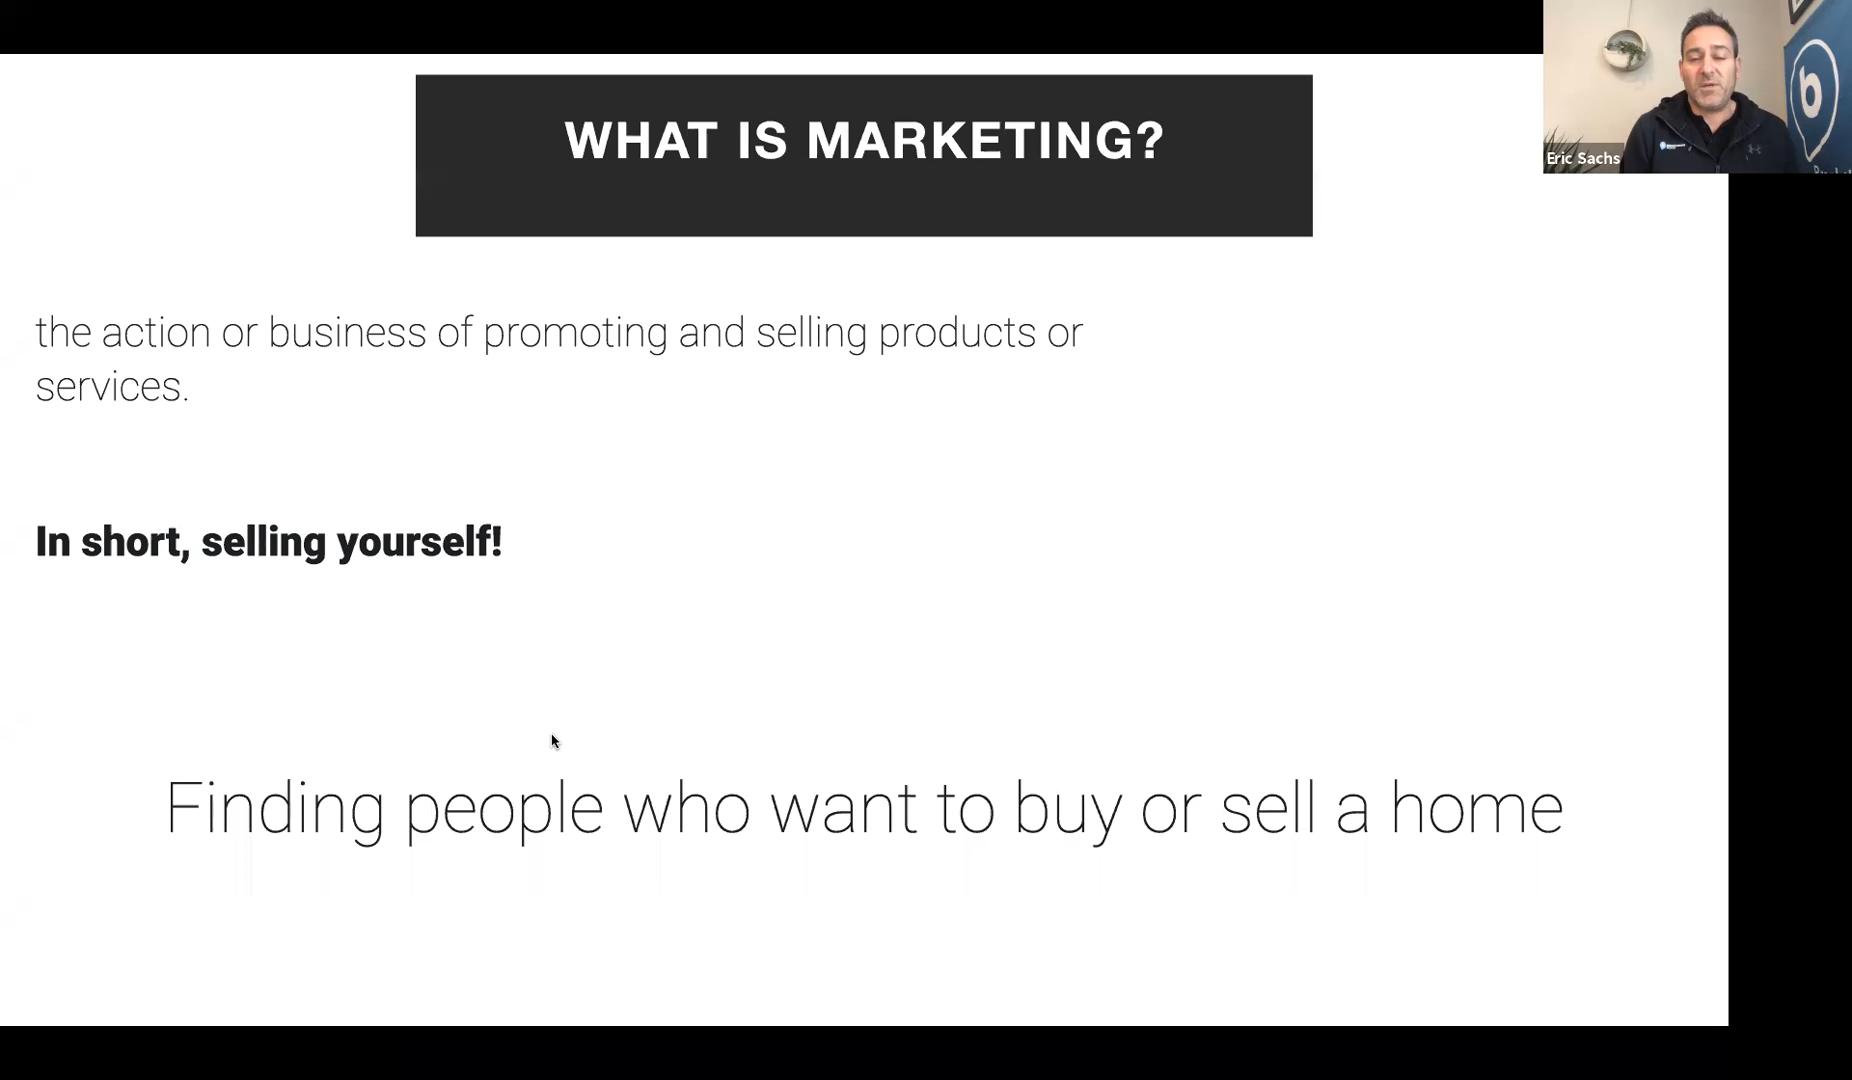 WHAT IS MARKETING?
Eric Sachs
b
the action or business of promoting and selling products or
services.
In short, selling yourself!
Finding people who want to buy or sell a home